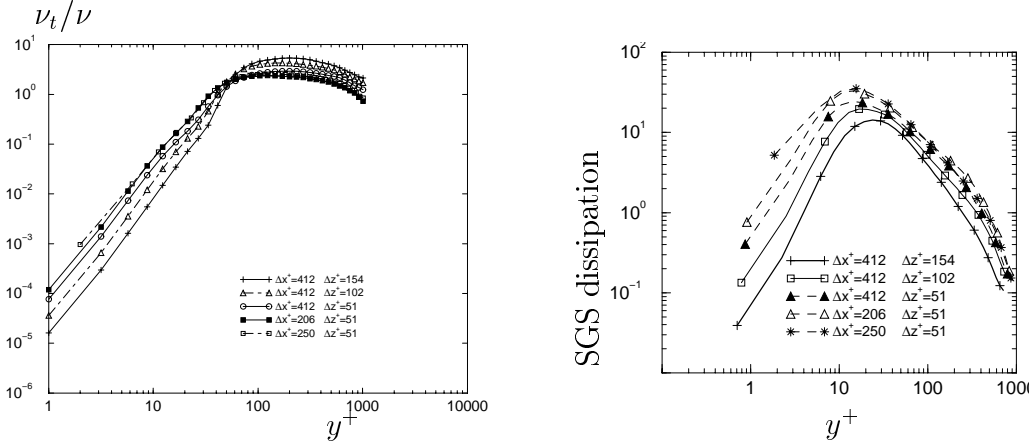 ν_t/ν
10^1
10^0
10^-1
10^-2
10^-3
10^-4
10^-5
10^-6
1 10 100 1000 10000
y^+
Δx^+=412 Δz^+=154
Δx^+=412 Δz^+=102
Δx^+=412 Δz^+=51
Δx^+=206 Δz^+=51
Δx^+=250 Δz^+=51
SGS dissipation
10^2
10^1
10^0
10^-1
1 10 100 1000
y^+
Δx^+=412 Δz^+=154
Δx^+=412 Δz^+=102
Δx^+=412 Δz^+=51
Δx^+=206 Δz^+=51
Δx^+=250 Δz^+=51